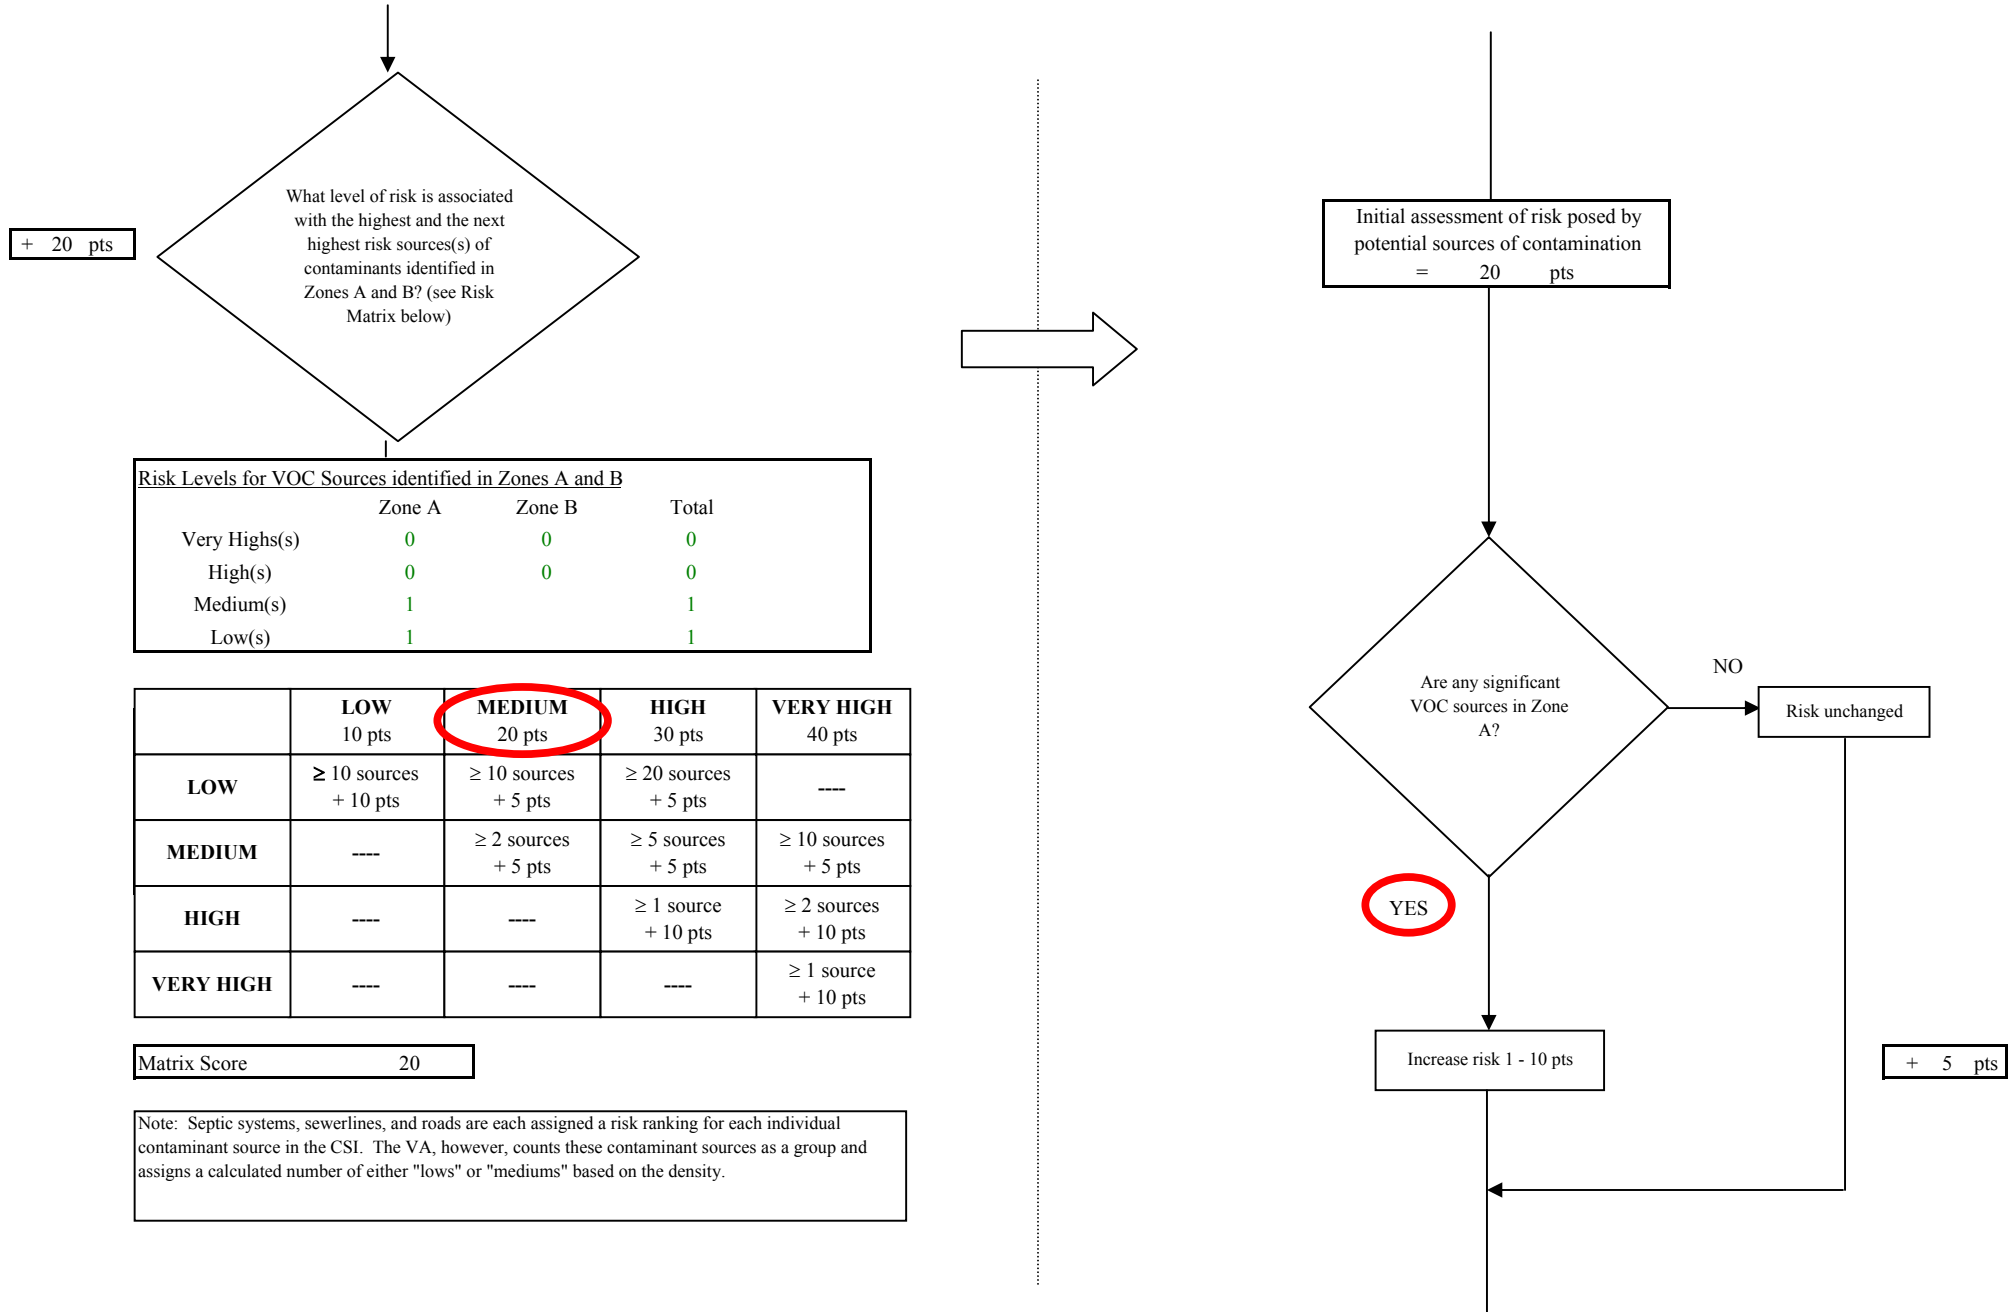 + 20 pts
What level of risk is associated
with the highest and the next
highest risk sources(s) of
contaminants identified in
Zones A and B? (see Risk
Matrix below)
Risk Levels for VOC Sources identified in Zones A and B
Zone A Zone B Total
Very Highs(s) 0 0 0
High(s) 0 0 0
Medium(s) 1 1
Low(s) 1 1
LOW MEDIUM HIGH VERY HIGH
10 pts 20 pts 30 pts 40 pts
LOW ≥ 10 sources ≥ 10 sources ≥ 20 sources ----
+ 10 pts + 5 pts + 5 pts
MEDIUM ---- ≥ 2 sources ≥ 5 sources ≥ 10 sources
+ 5 pts + 5 pts + 5 pts
HIGH ---- ---- ≥ 1 source ≥ 2 sources
+ 10 pts + 10 pts
VERY HIGH ---- ---- ---- ≥ 1 source
+ 10 pts
Matrix Score 20
Note: Septic systems, sewerlines, and roads are each assigned a risk ranking for each individual
contaminant source in the CSI. The VA, however, counts these contaminant sources as a group and
assigns a calculated number of either "lows" or "mediums" based on the density.
Initial assessment of risk posed by
potential sources of contamination
= 20 pts
Are any significant
VOC sources in Zone
A?
NO
Risk unchanged
YES
Increase risk 1 - 10 pts
+ 5 pts